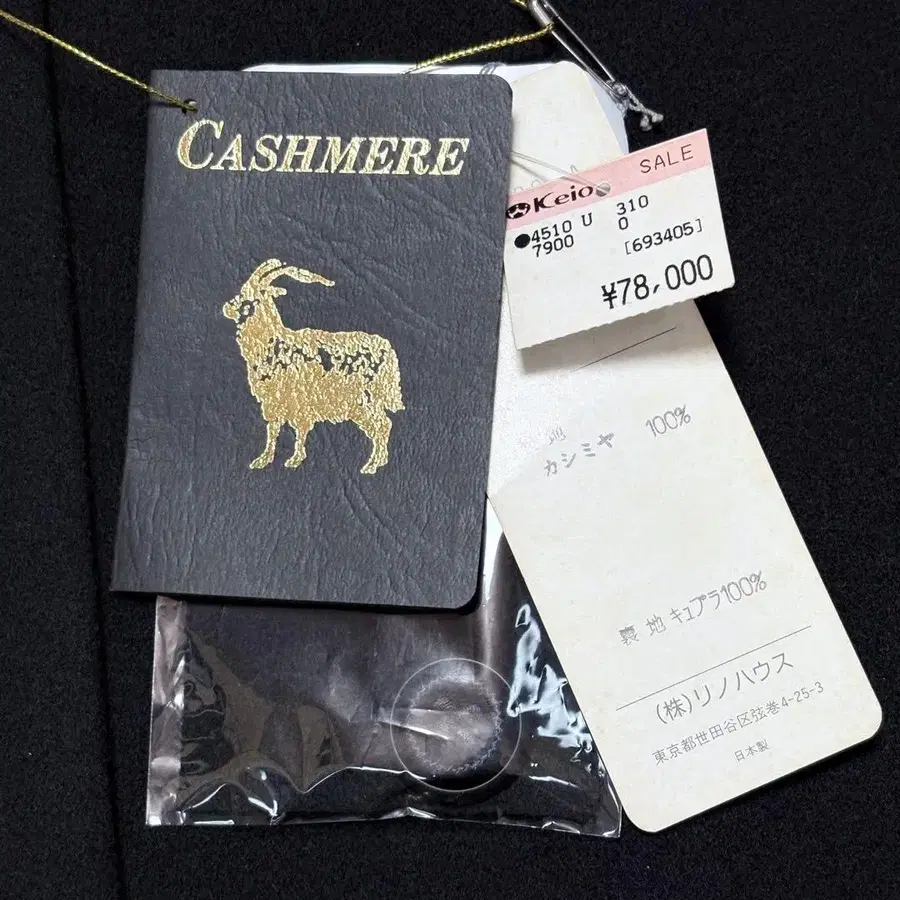 CASHMERE
SALE
Keio
●4510 U 310
7900 0 [693405]
¥78,000
地
カシミヤ 100%
裏地 キュプラ100%
(株)リノハウス
東京都世田谷区弦巻4-25-3
日本製